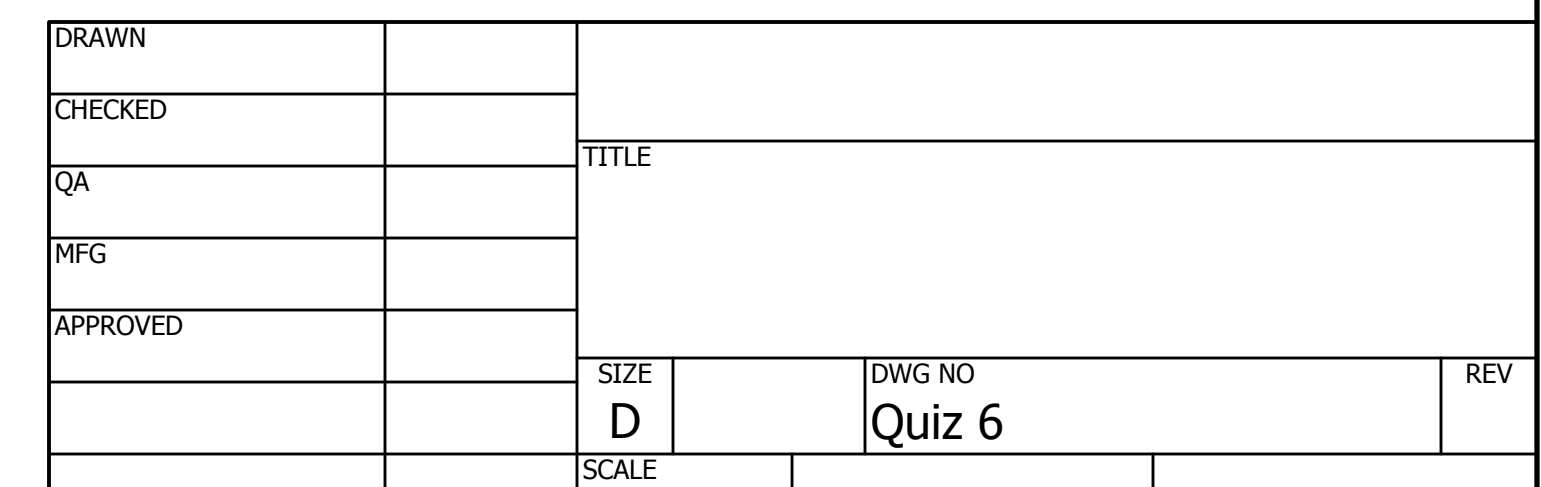 DRAWN
CHECKED
TITLE
QA
MFG
APPROVED
SIZE DWG NO REV
D Quiz 6
SCALE